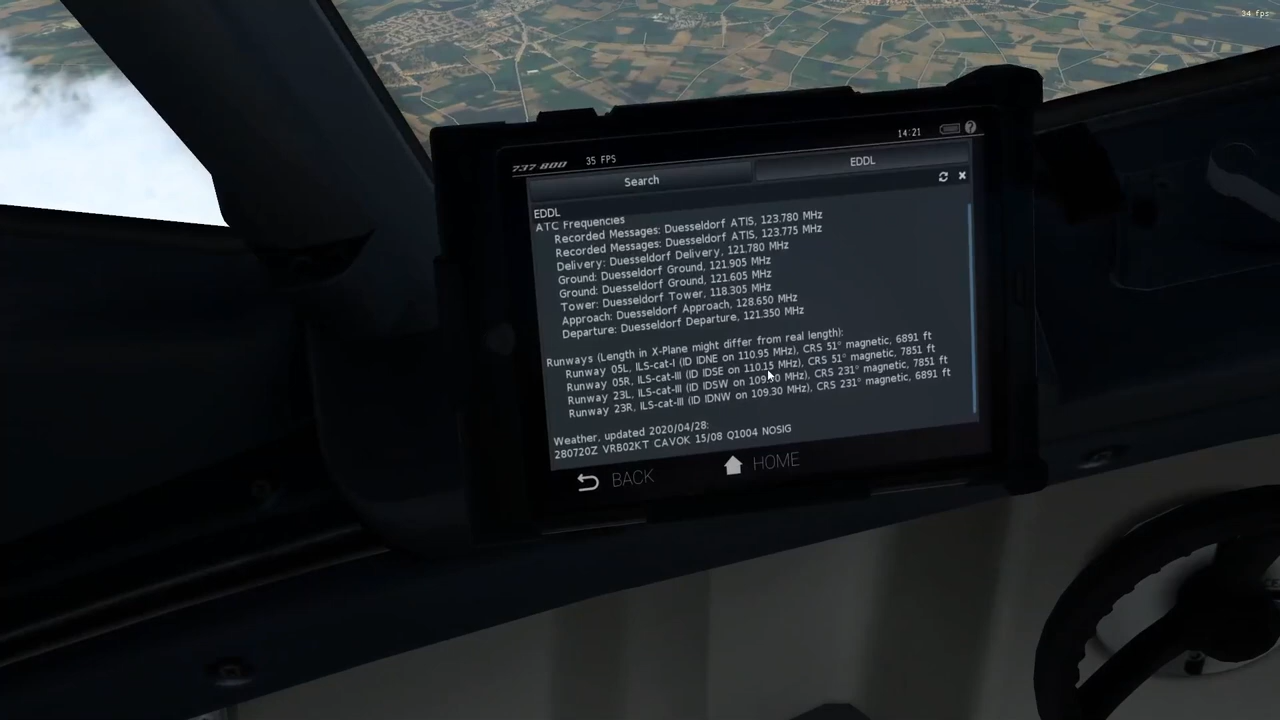 34 fps
737-800 35 FPS 14:21 ?
Search EDDL
EDDL
ATC Frequencies
Recorded Messages: Duesseldorf ATIS, 123.780 MHz
Recorded Messages: Duesseldorf ATIS, 123.775 MHz
Delivery: Duesseldorf Delivery, 121.780 MHz
Ground: Duesseldorf Ground, 121.905 MHz
Ground: Duesseldorf Ground, 121.605 MHz
Tower: Duesseldorf Tower, 118.305 MHz
Approach: Duesseldorf Approach, 128.650 MHz
Departure: Duesseldorf Departure, 121.350 MHz
Runways (Length in X-Plane might differ from real length):
Runway 05L, ILS-cat-I (ID IDNE on 110.95 MHz), CRS 51° magnetic, 6891 ft
Runway 05R, ILS-cat-III (ID IDSE on 110.15 MHz), CRS 51° magnetic, 7851 ft
Runway 23L, ILS-cat-III (ID IDSW on MHz), CRS 231° magnetic, 7851 ft
Runway 23R, ILS-cat-III (ID IDNW on 109.30 MHz), CRS 231° magnetic, 6891 ft
Weather, updated 2020/04/28:
280720Z VRB02KT CAVOK 15/08 Q1004 NOSIG
BACK HOME